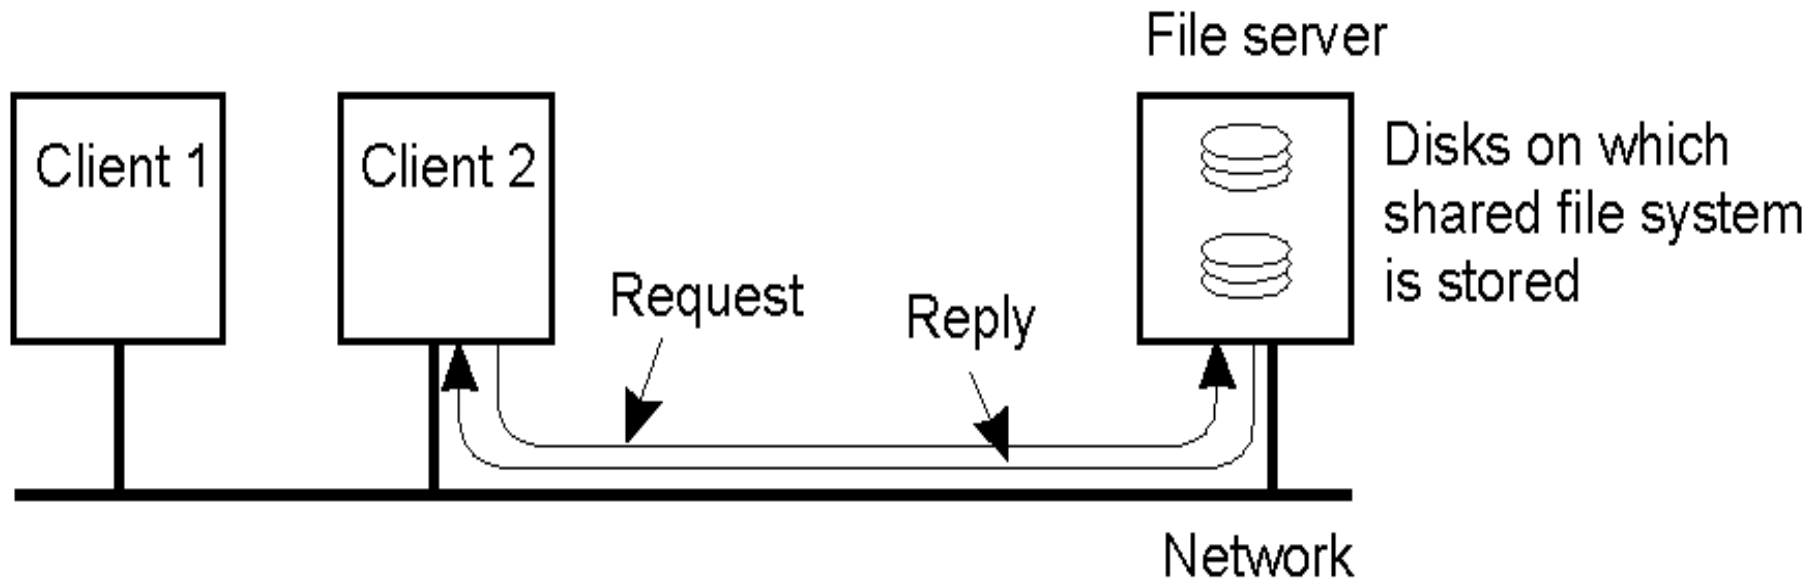 File server
Client 1
Client 2
Disks on which
shared file system
is stored
Request
Reply
Network